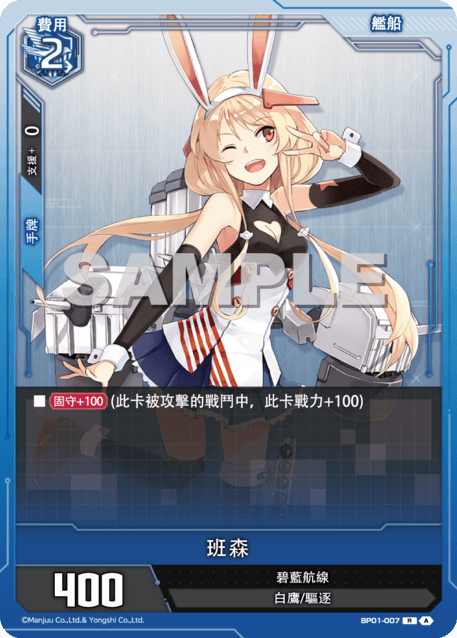 費用
艦船
2
支援+ 0
手牌
SAMPLE
■ 固守+100 (此卡被攻擊的戰鬥中，此卡戰力+100)
班森
400
碧藍航線
白鷹/驅逐
©Manjuu Co.,Ltd.& Yongshi Co.,Ltd.
BP01-007 R A